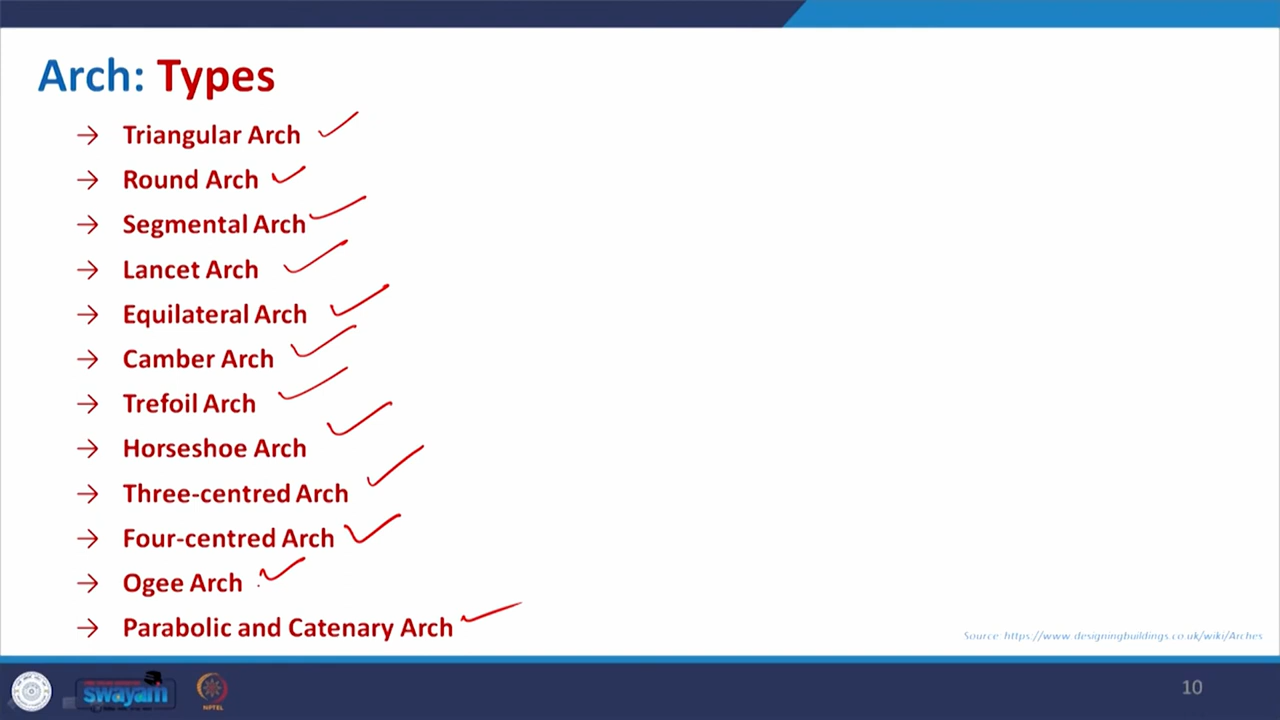 Arch: Types
→ Triangular Arch
→ Round Arch
→ Segmental Arch
→ Lancet Arch
→ Equilateral Arch
→ Camber Arch
→ Trefoil Arch
→ Horseshoe Arch
→ Three-centred Arch
→ Four-centred Arch
→ Ogee Arch
→ Parabolic and Catenary Arch
Source: https://www.designingbuildings.co.uk/wiki/Arches
swayam
NPTEL
10